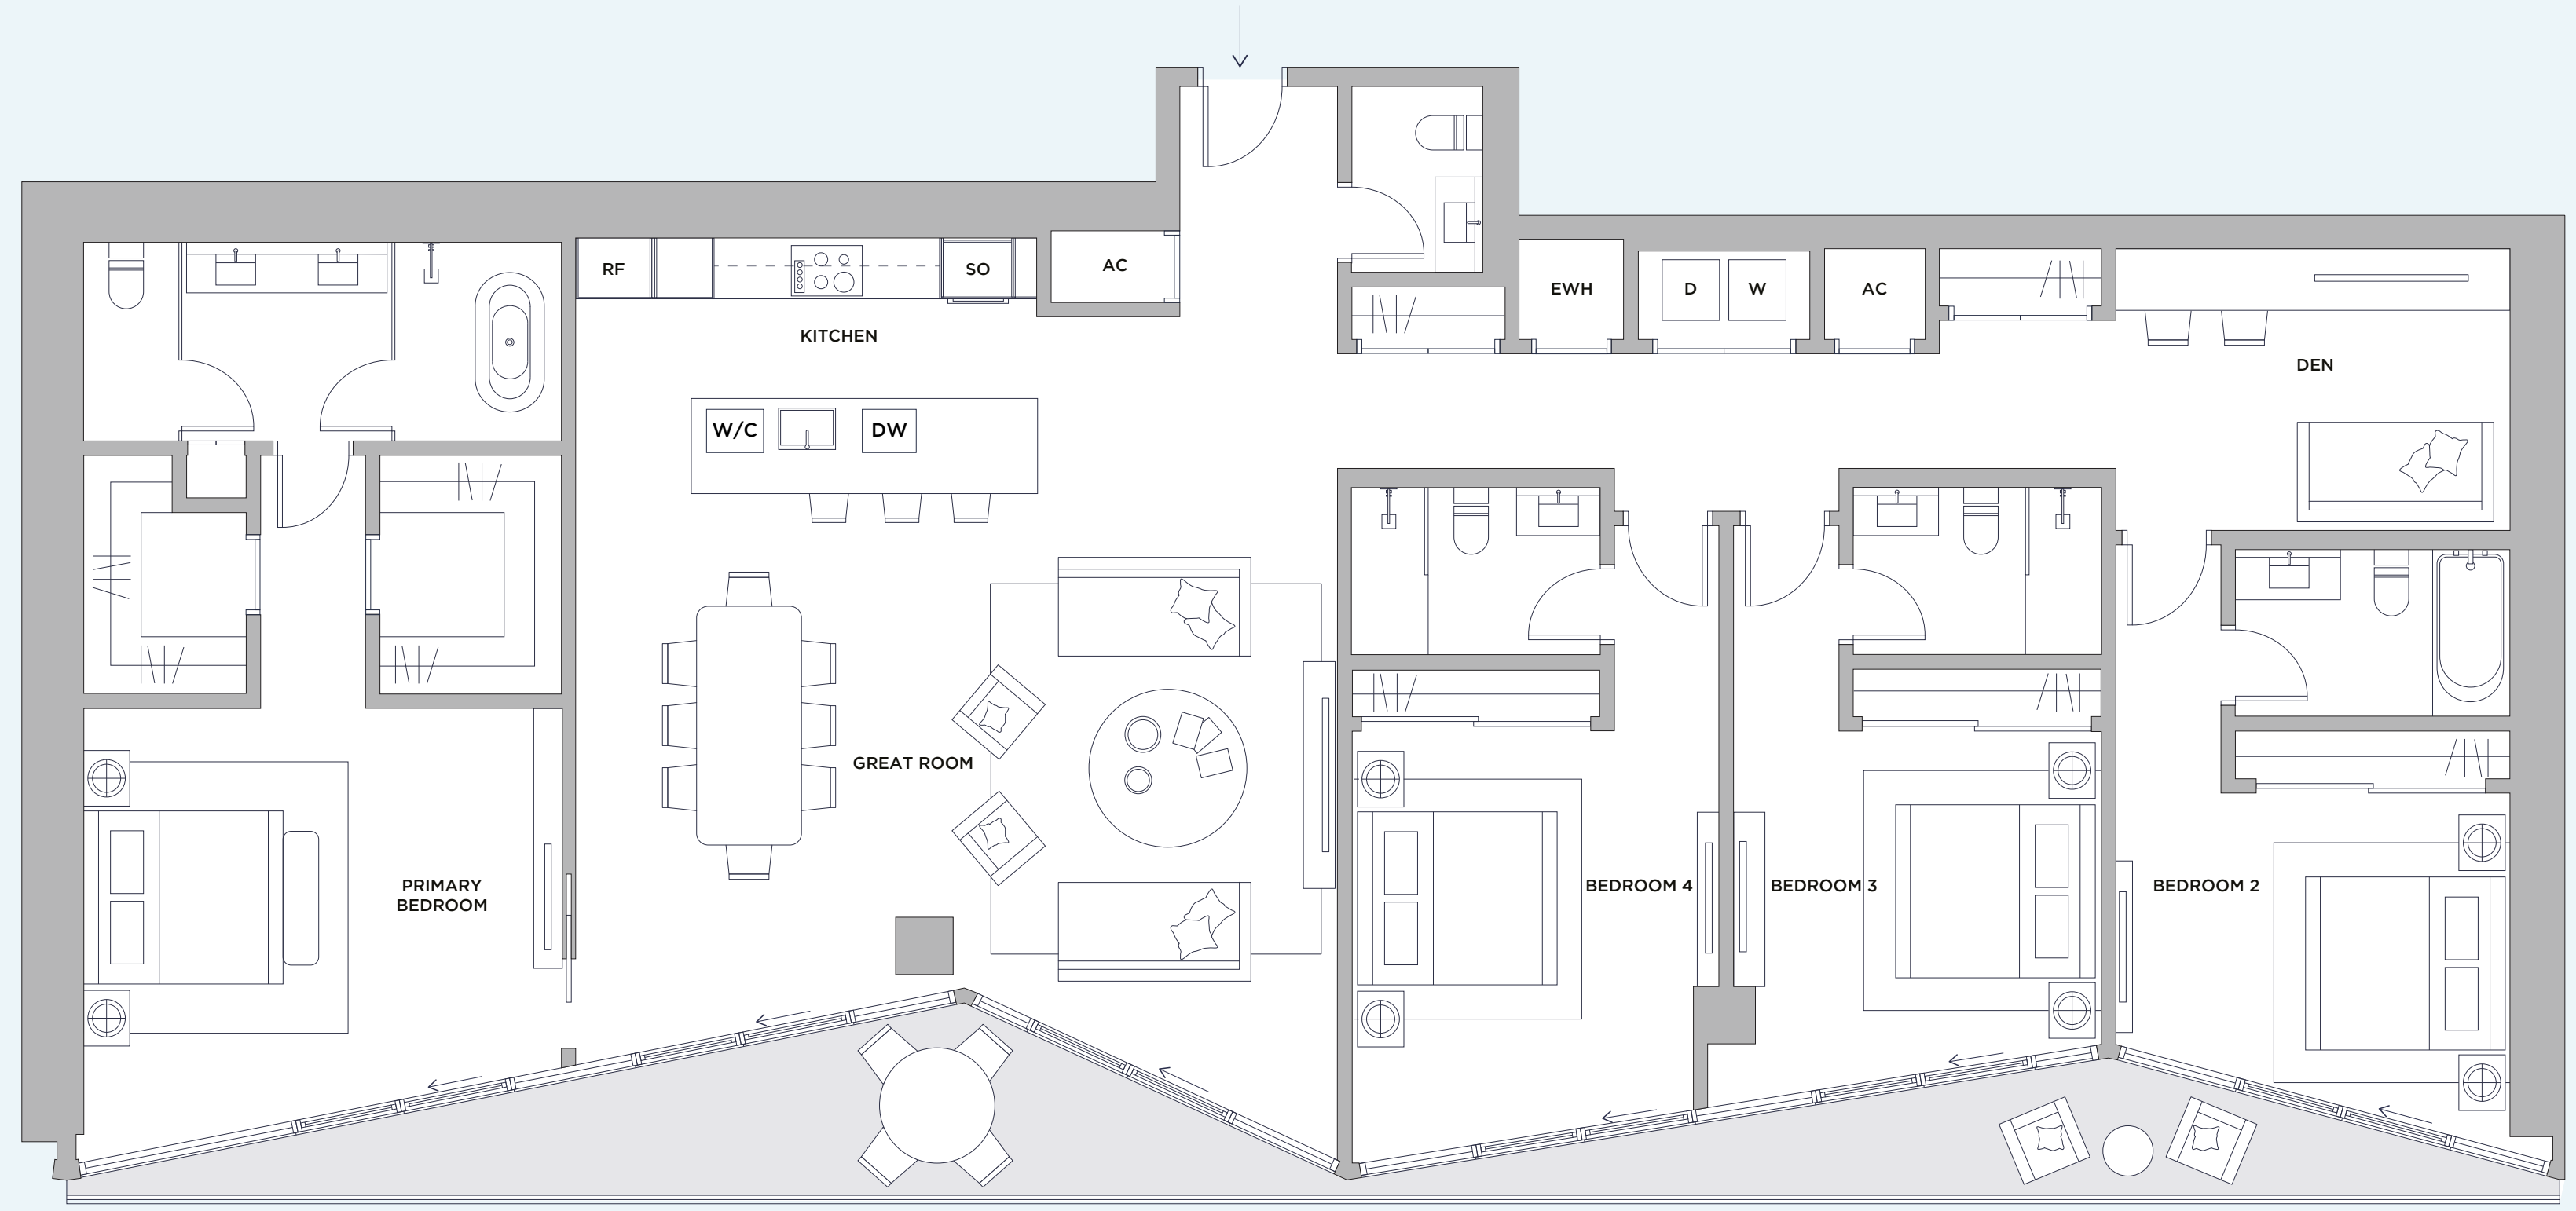 RF
SO
AC
EWH
D
W
AC
KITCHEN
DEN
W/C
DW
GREAT ROOM
PRIMARY
BEDROOM
BEDROOM 4
BEDROOM 3
BEDROOM 2